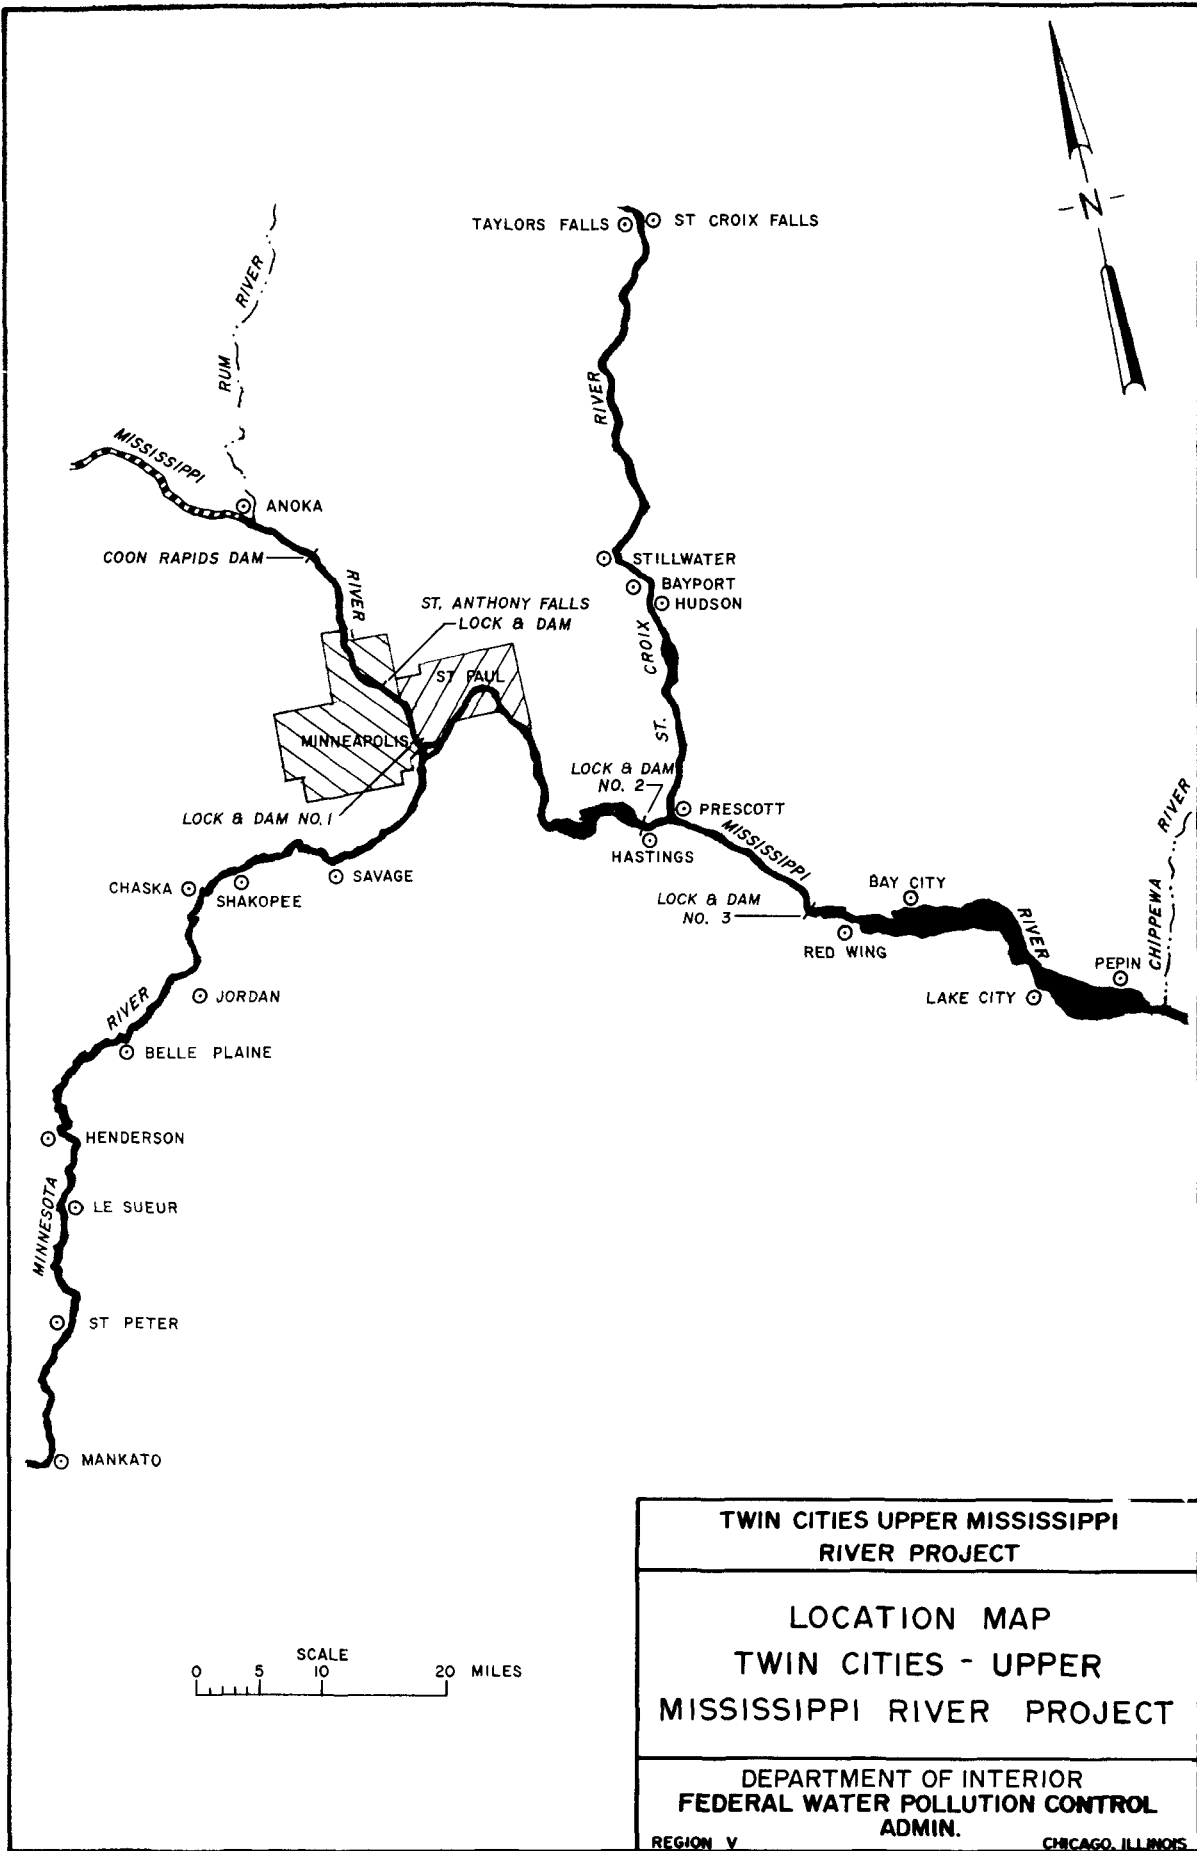 N
TAYLORS FALLS
ST CROIX FALLS
RUM RIVER
MISSISSIPPI
RIVER
ANOKA
COON RAPIDS DAM
RIVER
STILLWATER
BAYPORT
HUDSON
ST. ANTHONY FALLS
LOCK & DAM
ST. CROIX
ST PAUL
MINNEAPOLIS
LOCK & DAM
NO. 2
LOCK & DAM NO. 1
PRESCOTT
HASTINGS
MISSISSIPPI
RIVER
CHIPPEWA RIVER
SAVAGE
CHASKA
SHAKOPEE
BAY CITY
LOCK & DAM
NO. 3
RED WING
PEPIN
LAKE CITY
JORDAN
RIVER
BELLE PLAINE
HENDERSON
MINNESOTA
LE SUEUR
ST PETER
MANKATO
SCALE
0 5 10 20 MILES
TWIN CITIES UPPER MISSISSIPPI
RIVER PROJECT
LOCATION MAP
TWIN CITES - UPPER
MISSISSIPPI RIVER PROJECT
DEPARTMENT OF INTERIOR
FEDERAL WATER POLLUTION CONTROL
ADMIN.
REGION V CHICAGO, ILLINOIS